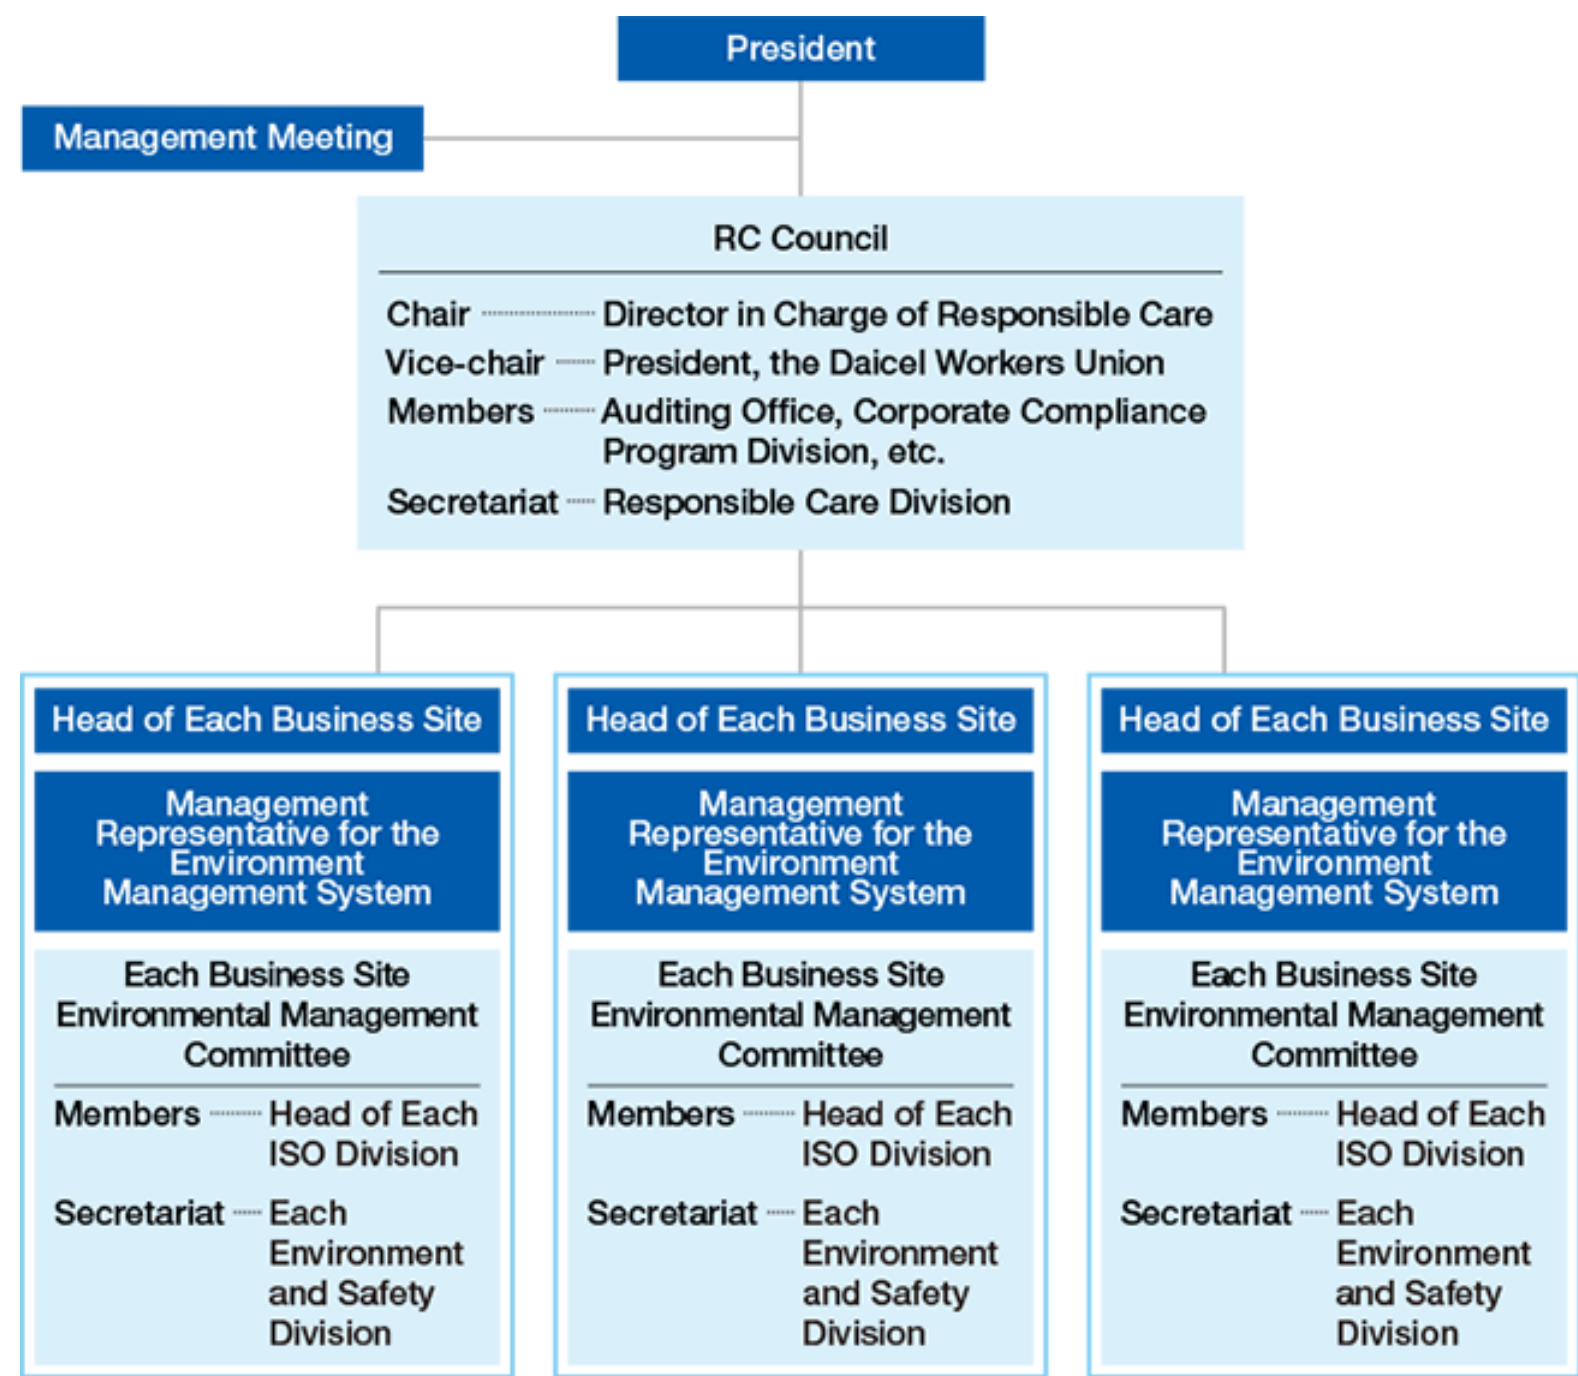 President
Management Meeting
RC Council
Chair Director in Charge of Responsible Care
Vice-chair President, the Daicel Workers Union
Members Auditing Office, Corporate Compliance
Program Division, etc.
Secretariat Responsible Care Division
Head of Each Business Site
Management
Representative for the
Environment
Management System
Each Business Site
Environmental Management
Committee
Members Head of Each
ISO Division
Secretariat Each
Environment
and Safety
Division
Head of Each Business Site
Management
Representative for the
Environment
Management System
Each Business Site
Environmental Management
Committee
Members Head of Each
ISO Division
Secretariat Each
Environment
and Safety
Division
Head of Each Business Site
Management
Representative for the
Environment
Management System
Each Business Site
Environmental Management
Committee
Members Head of Each
ISO Division
Secretariat Each
Environment
and Safety
Division